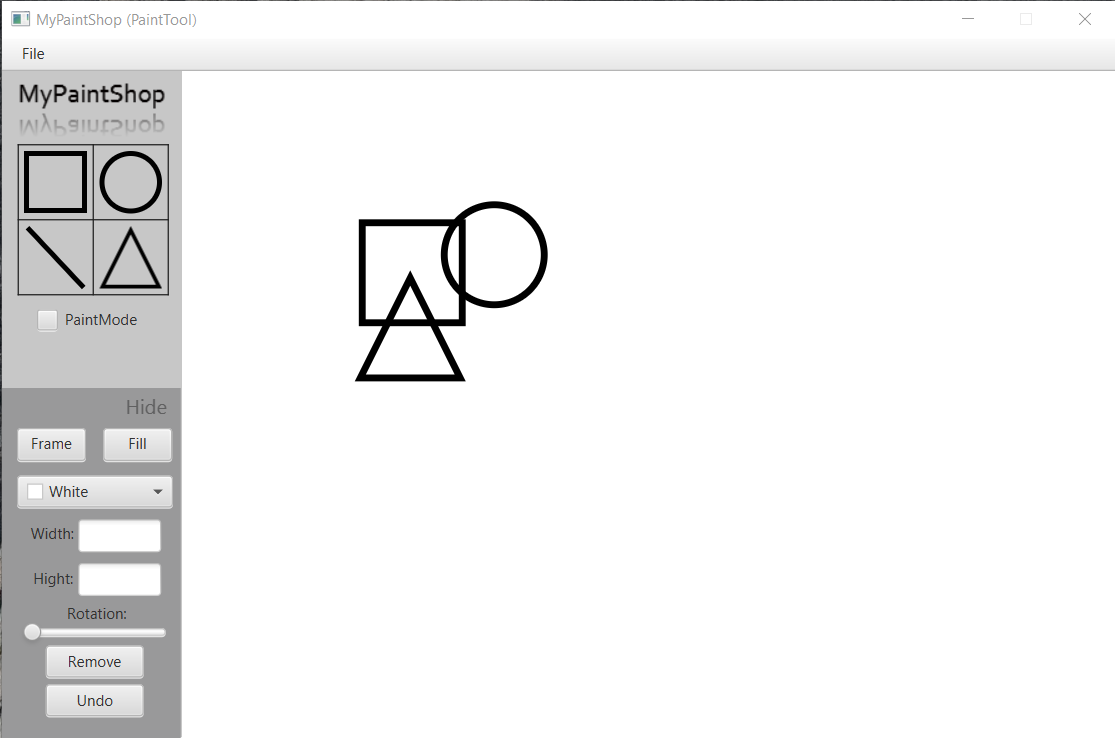 MyPaintShop (PaintTool)
File
MyPaintShop
PaintMode
Hide
Frame Fill
White
Width:
Hight:
Rotation:
Remove
Undo